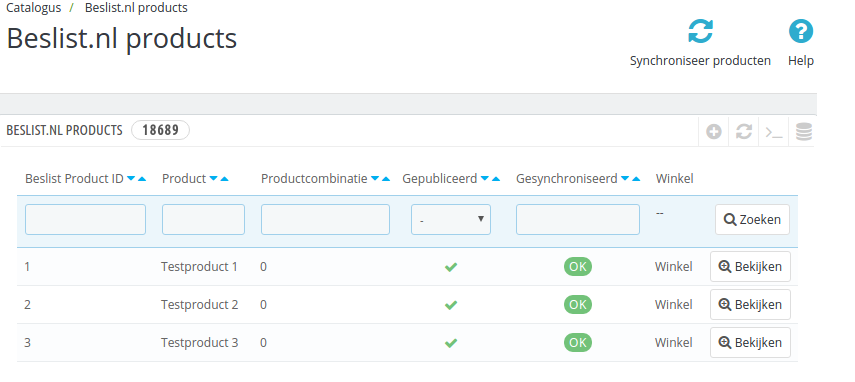 Catalogus / Beslist.nl products
Beslist.nl products
Synchroniseer producten Help
BESLIST.NL PRODUCTS 18689
Beslist Product ID Product Productcombinatie Gepubliceerd Gesynchroniseerd Winkel
- -- Zoeken
1 Testproduct 1 0 OK Winkel Bekijken
2 Testproduct 2 0 OK Winkel Bekijken
3 Testproduct 3 0 OK Winkel Bekijken